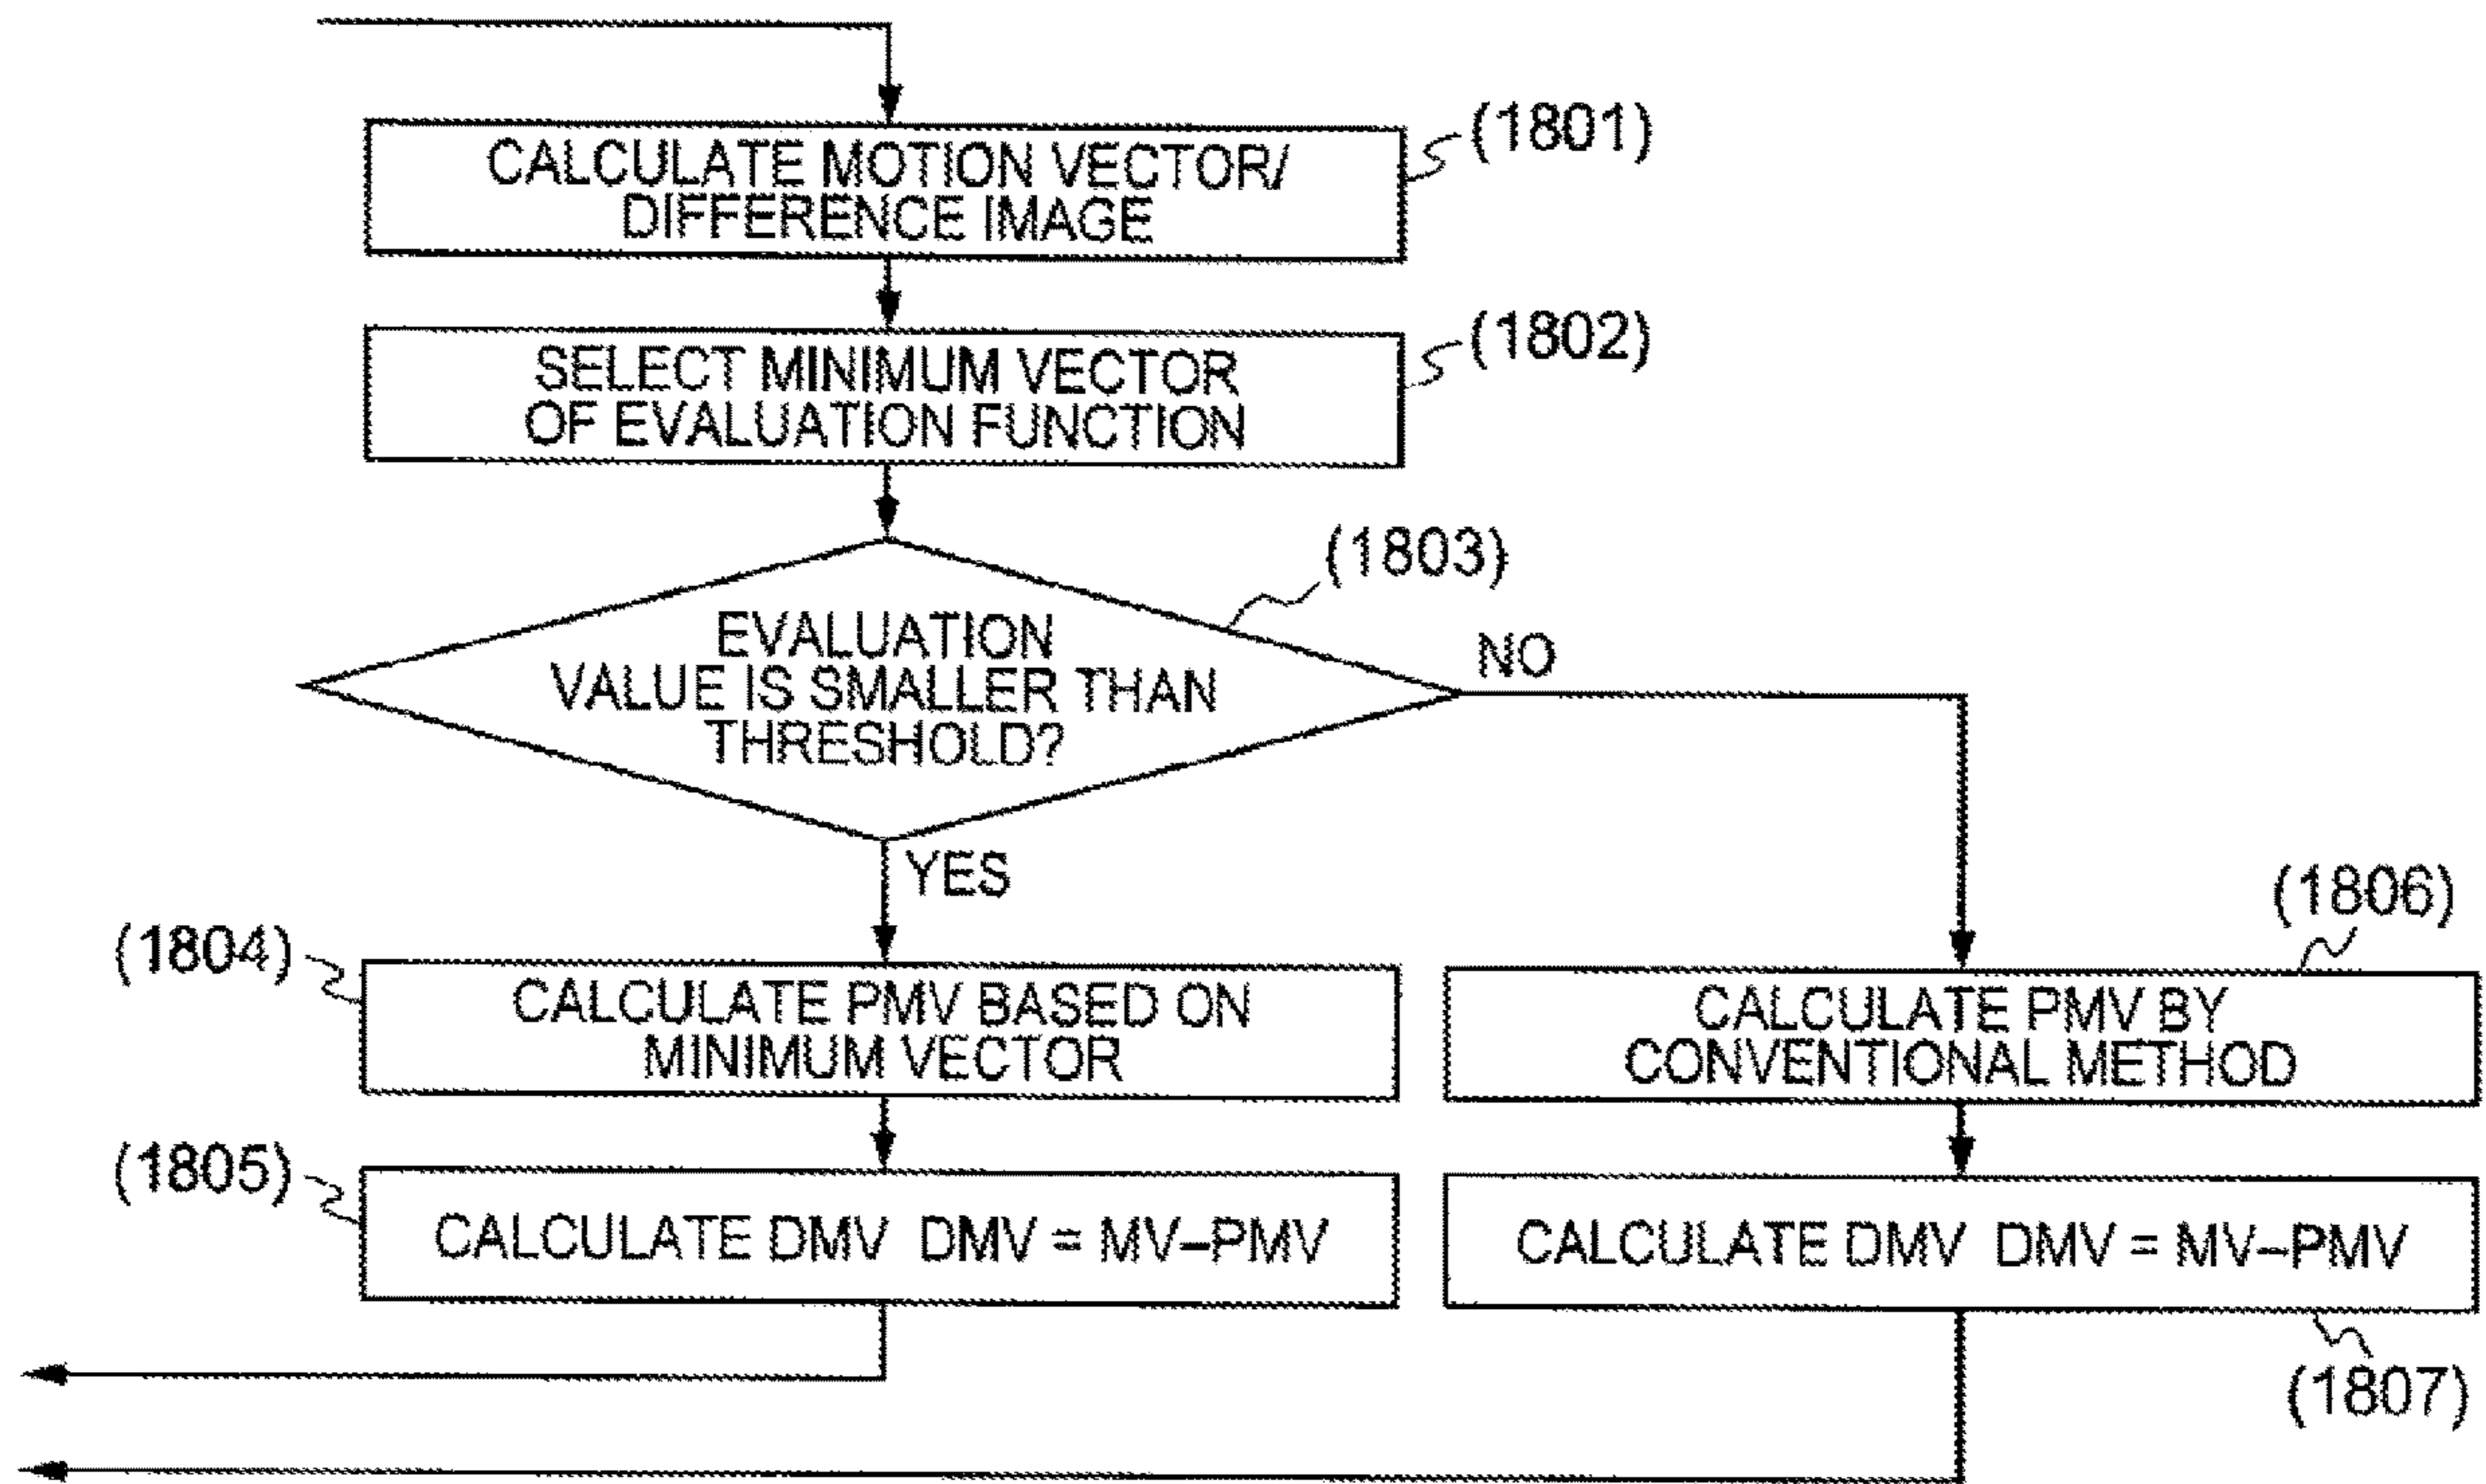 (1801)
CALCULATE MOTION VECTOR/
DIFFERENCE IMAGE
(1802)
SELECT MINIMUM VECTOR
OF EVALUATION FUNCTION
(1803)
EVALUATION
VALUE IS SMALLER THAN
THRESHOLD?
NO
YES
(1804)
CALCULATE PMV BASED ON
MINIMUM VECTOR
(1806)
CALCULATE PMV BY
CONVENTIONAL METHOD
(1805)
CALCULATE DMV DMV = MV–PMV
CALCULATE DMV DMV = MV–PMV
(1807)